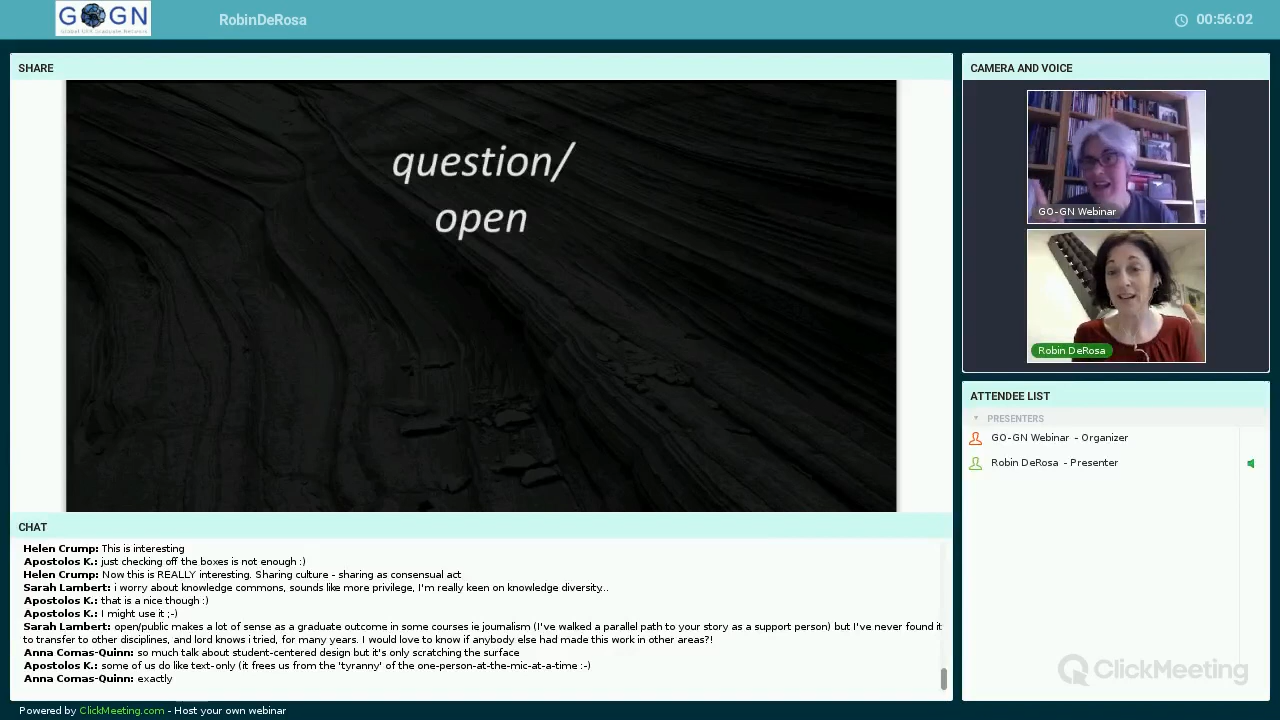 GOGN
Global OER Graduate Network
RobinDeRosa
00:56:02
SHARE
question/
open
CAMERA AND VOICE
GO-GN Webinar
Robin DeRosa
ATTENDEE LIST
PRESENTERS
GO-GN Webinar - Organizer
Robin DeRosa - Presenter
CHAT
Helen Crump: This is interesting
Apostolos K.: just checking off the boxes is not enough :)
Helen Crump: Now this is REALLY interesting. Sharing culture - sharing as consensual act
Sarah Lambert: i worry about knowledge commons, sounds like more privilege, I'm really keen on knowledge diversity...
Apostolos K.: that is a nice though :)
Apostolos K.: I might use it ;-)
Sarah Lambert: open/public makes a lot of sense as a graduate outcome in some courses ie journalism (I've walked a parallel path to your story as a support person) but I've never found it
to transfer to other disciplines, and lord knows i tried, for many years. I would love to know if anybody else had made this work in other areas?!
Anna Comas-Quinn: so much talk about student-centered design but it's only scratching the surface
Apostolos K.: some of us do like text-only (it frees us from the 'tyranny' of the one-person-at-the-mic-at-a-time :-)
Anna Comas-Quinn: exactly
ClickMeeting
Powered by ClickMeeting.com - Host your own webinar